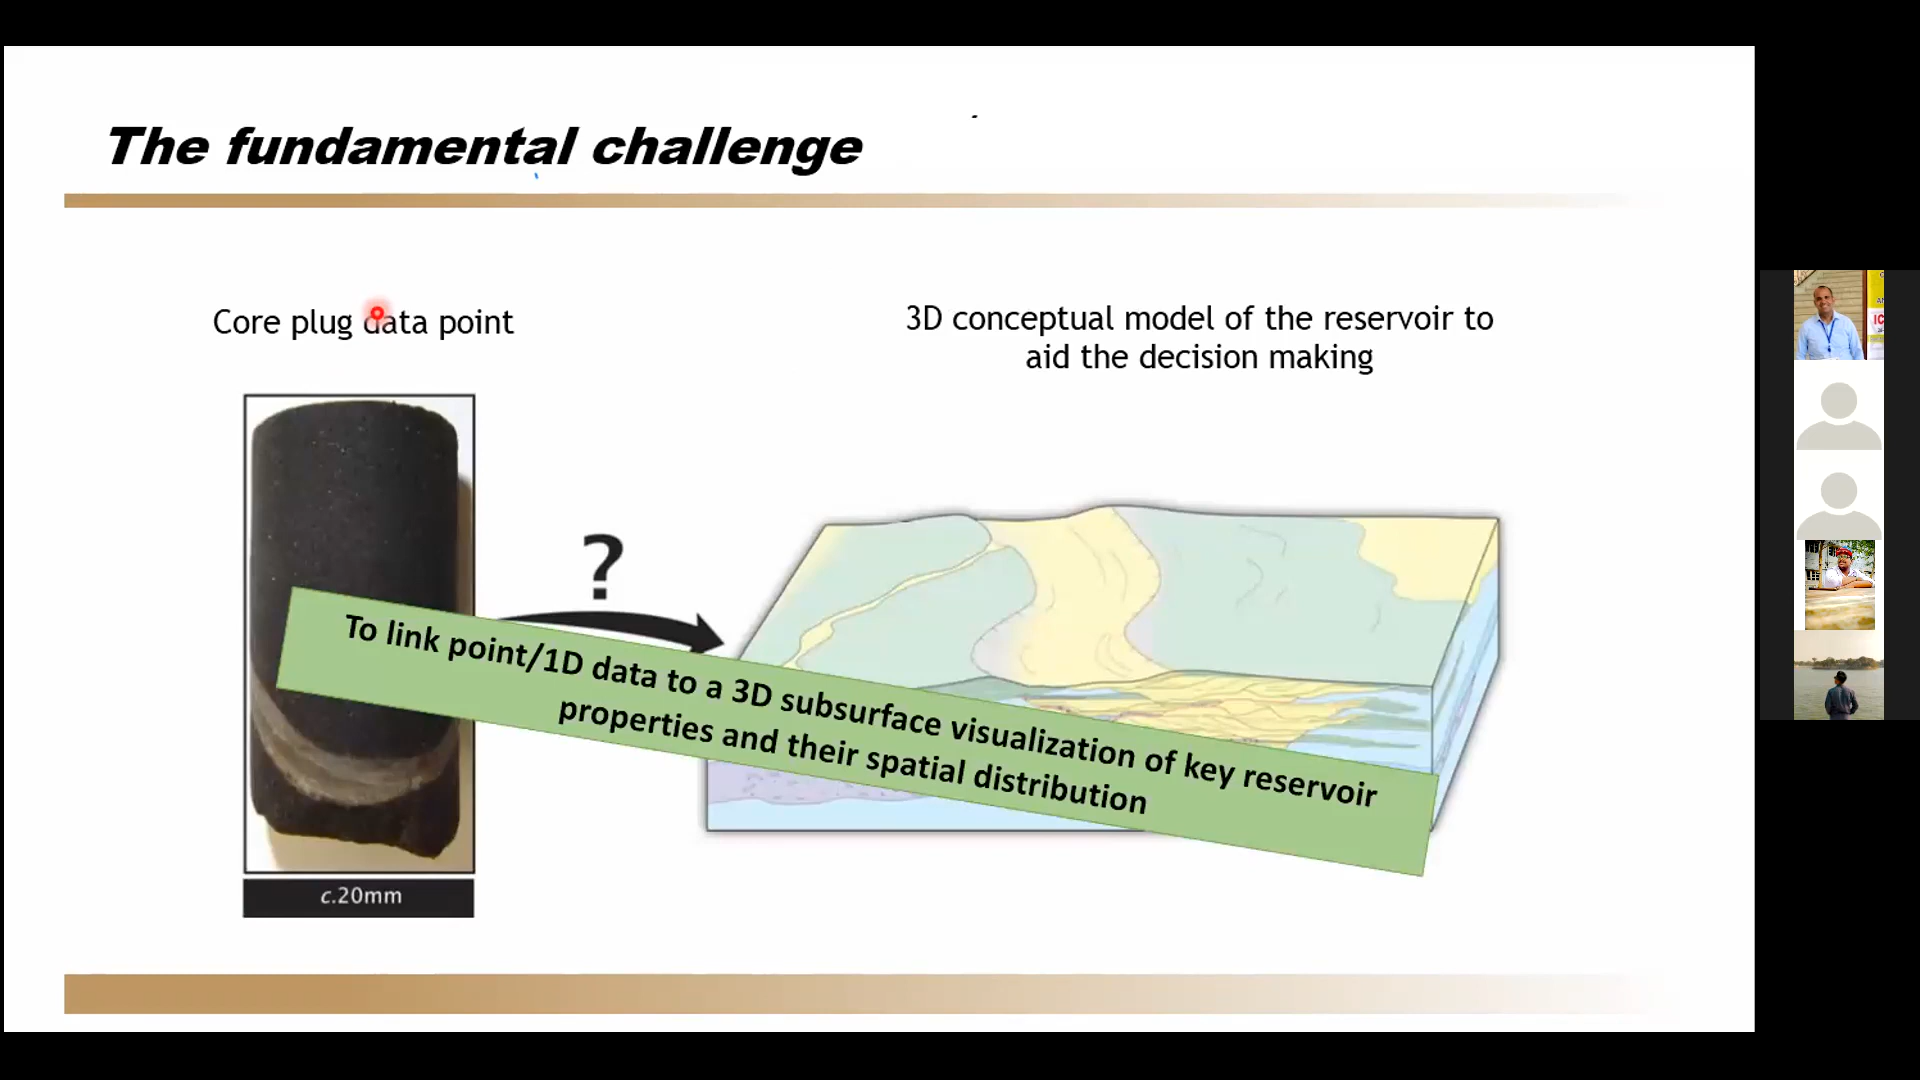 The fundamental challenge
Core plug data point
3D conceptual model of the reservoir to
aid the decision making
?
To link point/1D data to a 3D subsurface visualization of key reservoir
properties and their spatial distribution
c.20mm